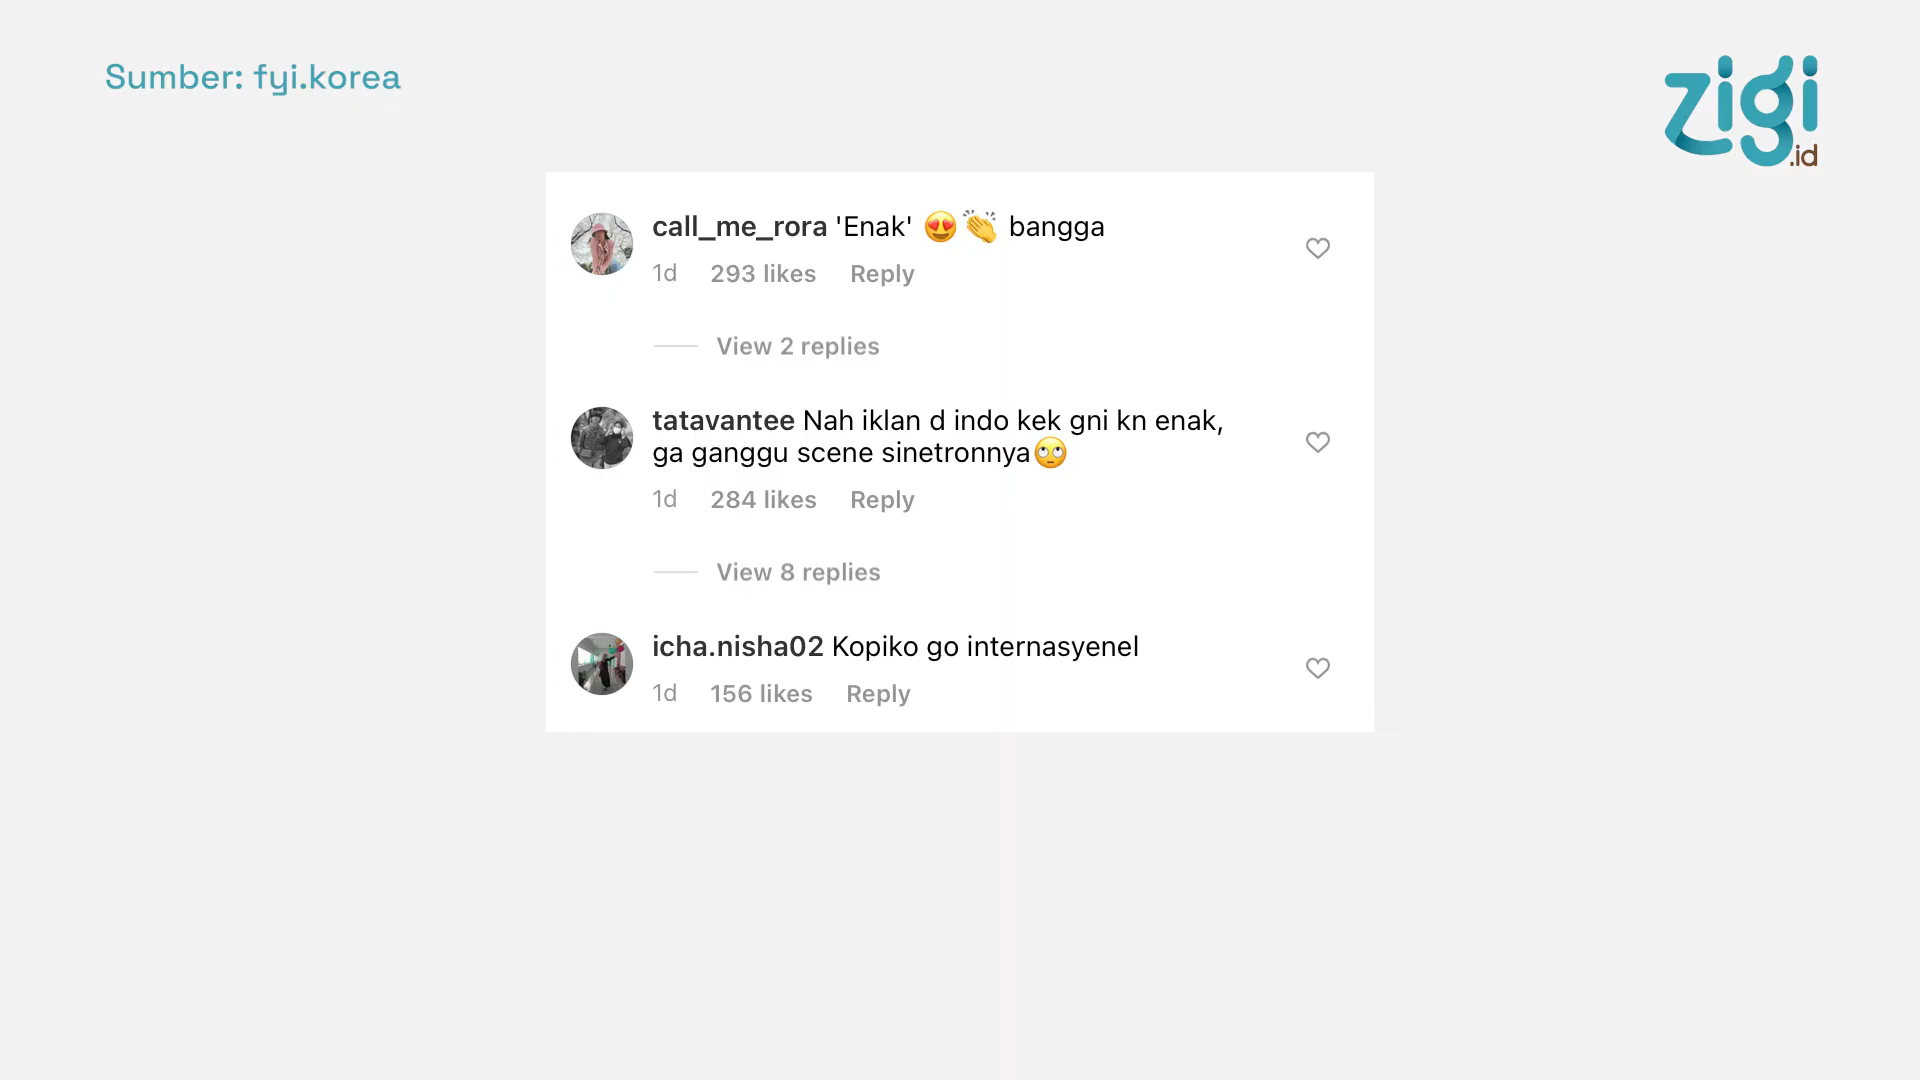 Sumber: fyi.korea
zigi
.id
call_me_rora 'Enak' 😍👏 bangga
1d 293 likes Reply
View 2 replies
tatavantee Nah iklan d indo kek gni kn enak,
ga ganggu scene sinetronnya🙄
1d 284 likes Reply
View 8 replies
icha.nisha02 Kopiko go internasyenel
1d 156 likes Reply